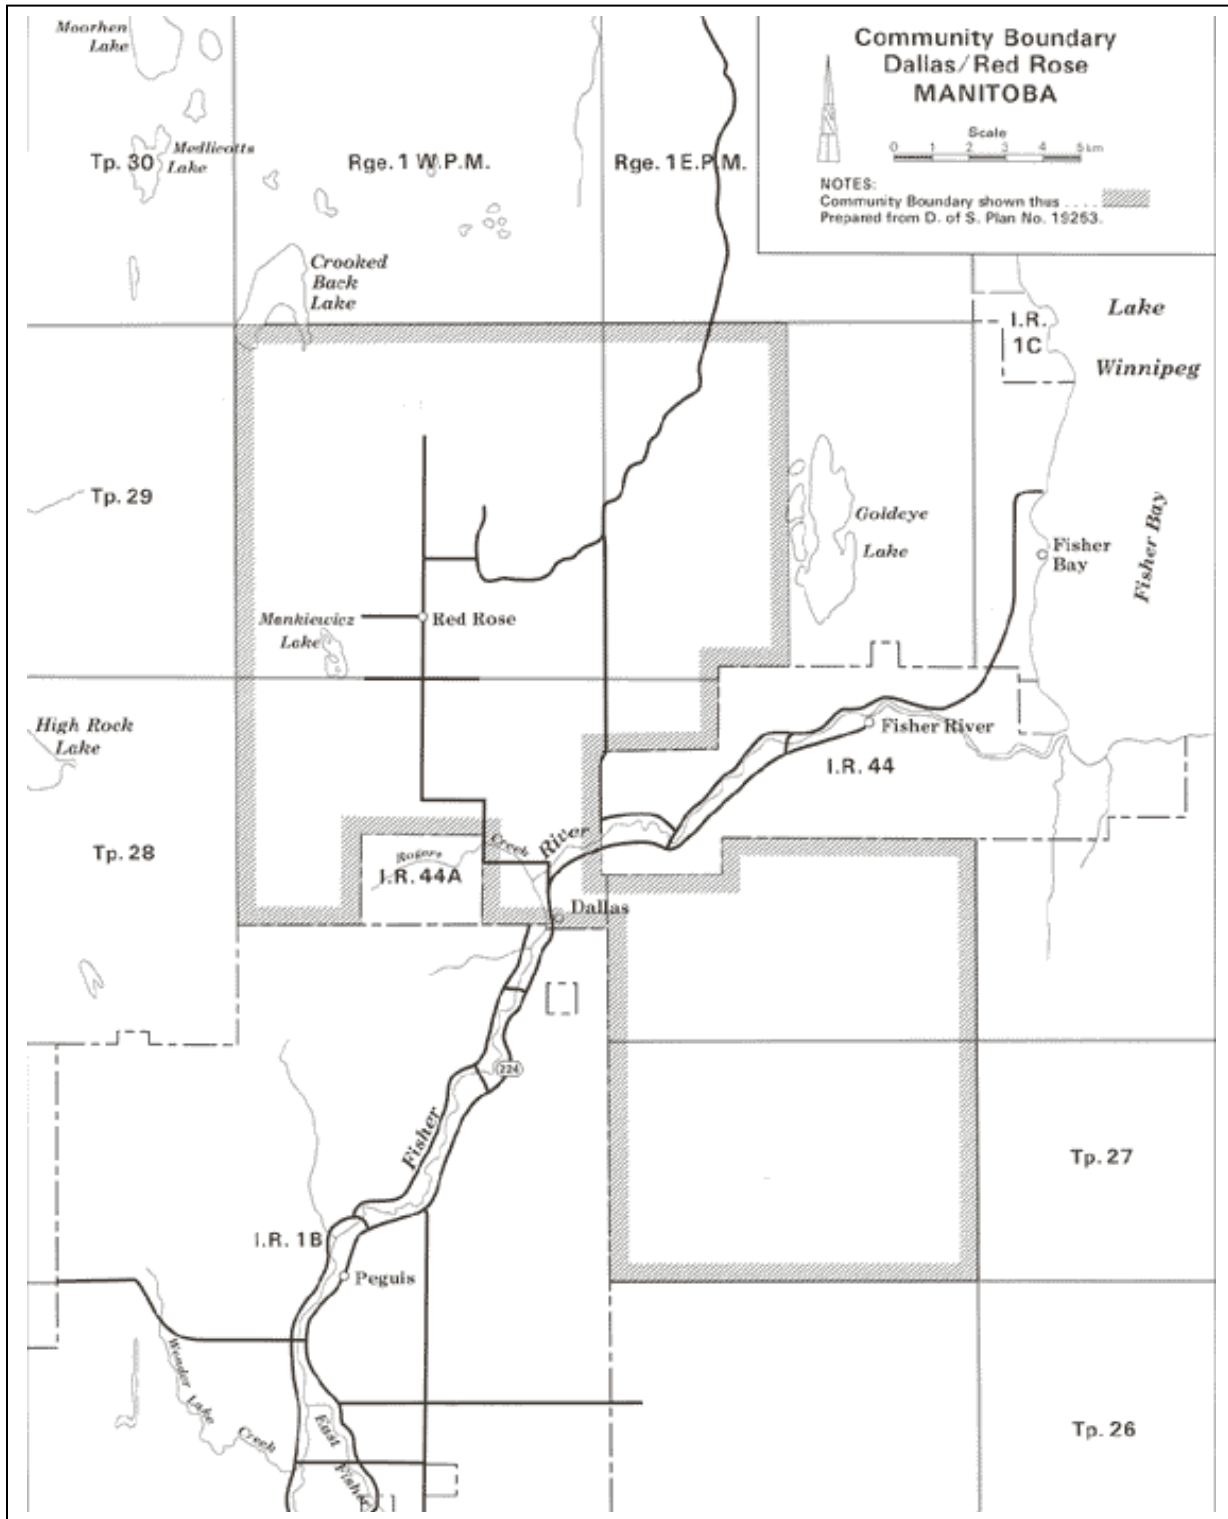 Moorhen
Lake
Community Boundary
Dallas/Red Rose
MANITOBA
Scale
0 1 2 3 4 5 km
NOTES:
Community Boundary shown thus . . . .
Prepared from D. of S. Plan No. 19253.
Tp. 30
Medlicotts
Lake
Rge. 1 W.P.M.
Rge. 1 E.P.M.
Crooked
Back
Lake
I.R.
1C
Lake
Winnipeg
Tp. 29
Goldeye
Lake
Fisher
Bay
Fisher Bay
Mankiewicz
Lake
Red Rose
High Rock
Lake
Fisher River
I.R. 44
Tp. 28
Rogers
Creek
River
I.R. 44A
Dallas
224
Fisher
Tp. 27
I.R. 1B
Peguis
Wonder
Lake
Creek
East
Fisher
Tp. 26